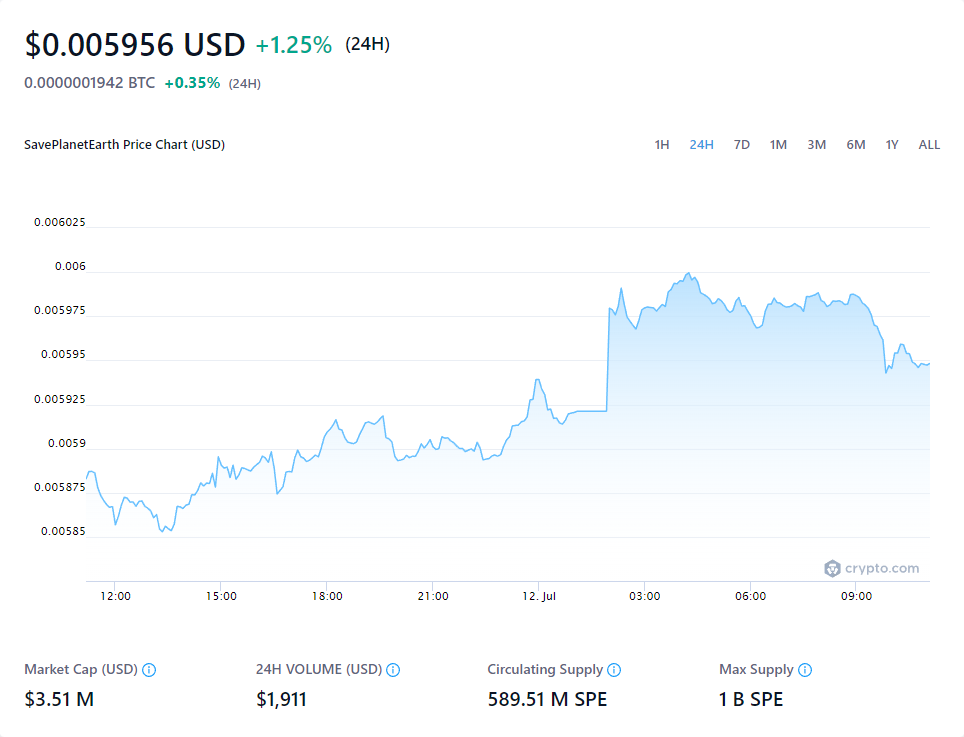 $0.005956 USD +1.25% (24H)
0.0000001942 BTC +0.35% (24H)
SavePlanetEarth Price Chart (USD) 1H 24H 7D 1M 3M 6M 1Y ALL
0.006025
0.006
0.005975
0.00595
0.005925
0.0059
0.005875
0.00585
crypto.com
12:00 15:00 18:00 21:00 12. Jul 03:00 06:00 09:00
Market Cap (USD) 24H VOLUME (USD) Circulating Supply Max Supply
$3.51 M $1,911 589.51 M SPE 1 B SPE